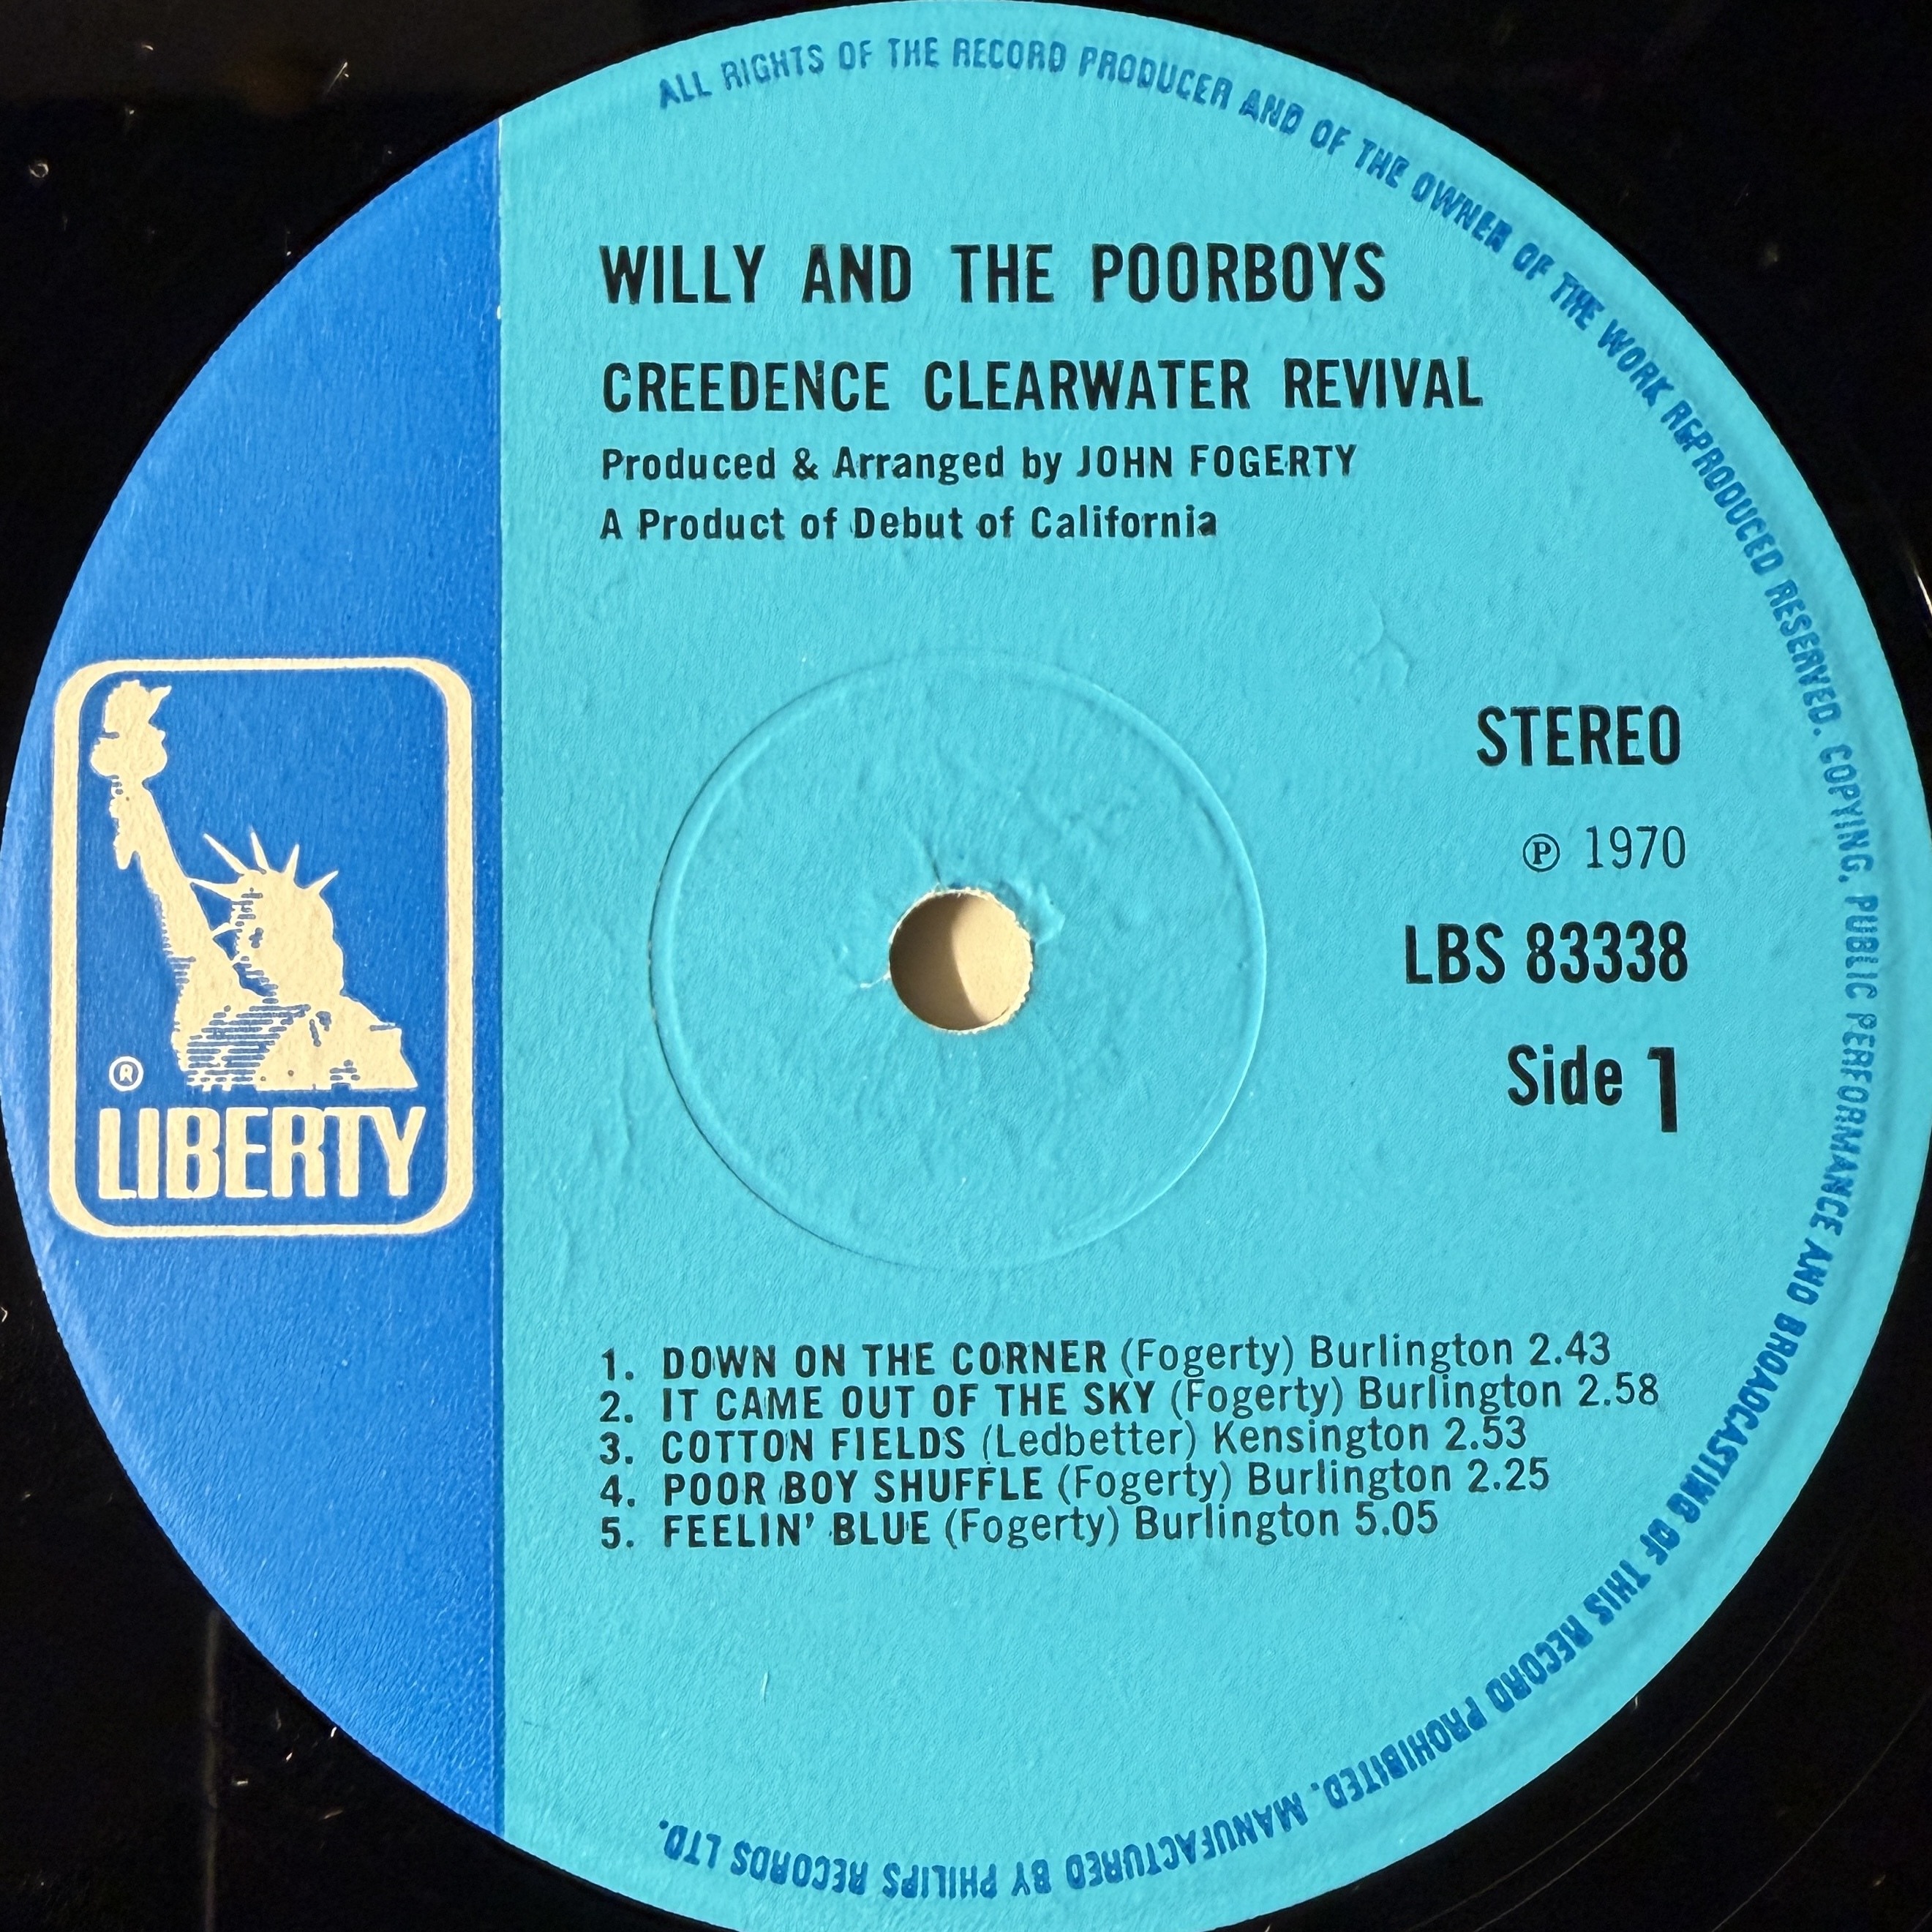 ALL RIGHTS OF THE RECORD PRODUCER AND OF THE OWNER OF THE WORK REPRODUCED RESERVED. COPYING, PUBLIC PERFORMANCE AND BROADCASTING OF THIS RECORD PROHIBITED. MANUFACTURED BY PHILIPS RECORDS LTD.
WILLY AND THE POORBOYS
CREEDENCE CLEARWATER REVIVAL
Produced & Arranged by JOHN FOGERTY
A Product of Debut of California
® LIBERTY
STEREO
℗ 1970
LBS 83338
Side 1
1. DOWN ON THE CORNER (Fogerty) Burlington 2.43
2. IT CAME OUT OF THE SKY (Fogerty) Burlington 2.58
3. COTTON FIELDS (Ledbetter) Kensington 2.53
4. POOR BOY SHUFFLE (Fogerty) Burlington 2.25
5. FEELIN' BLUE (Fogerty) Burlington 5.05